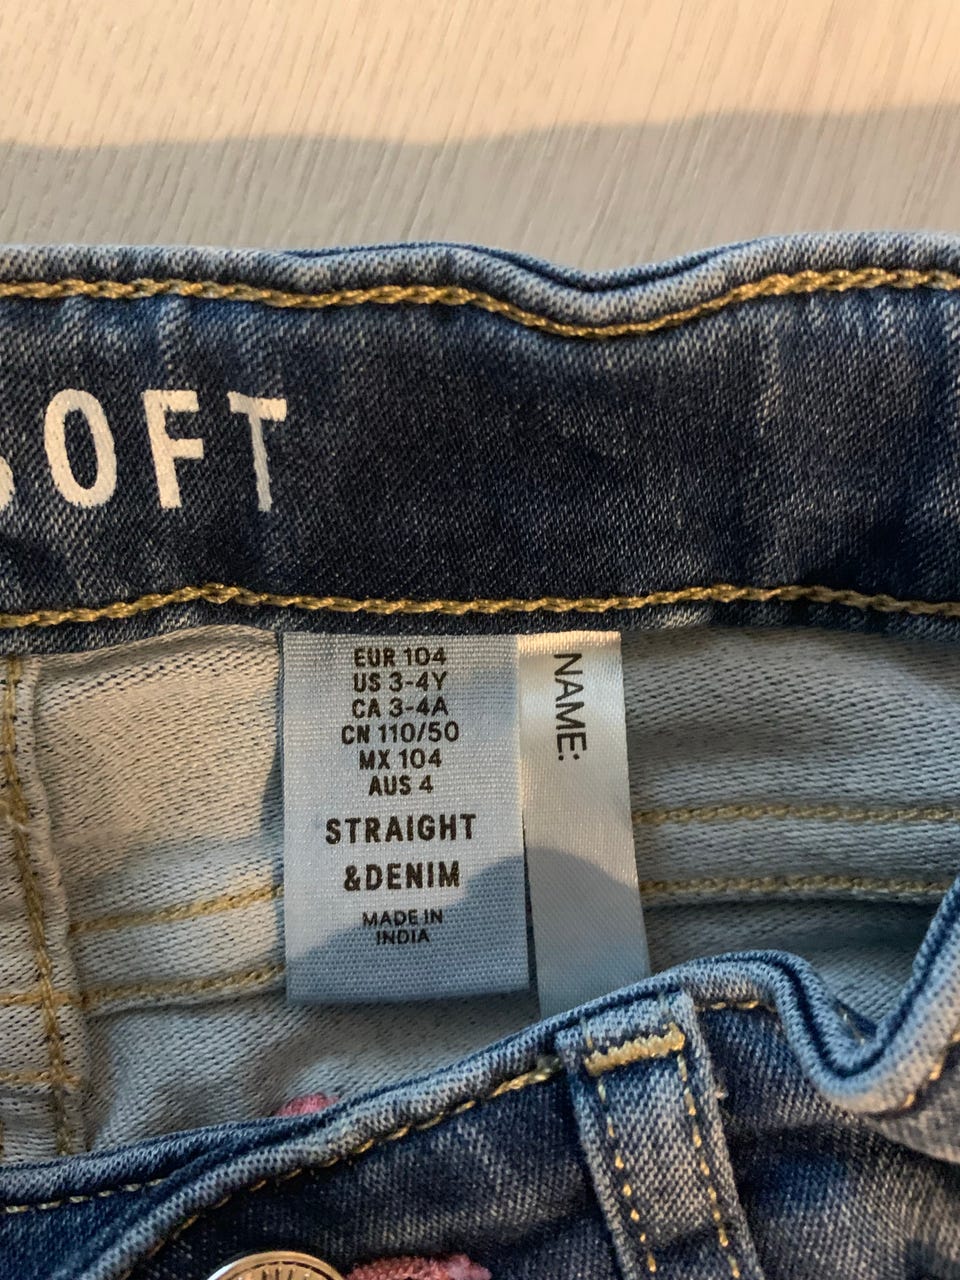 SOFT
EUR 104
US 3-4Y
CA 3-4A
CN 110/50
MX 104
AUS 4
STRAIGHT
&DENIM
MADE IN
INDIA
NAME: